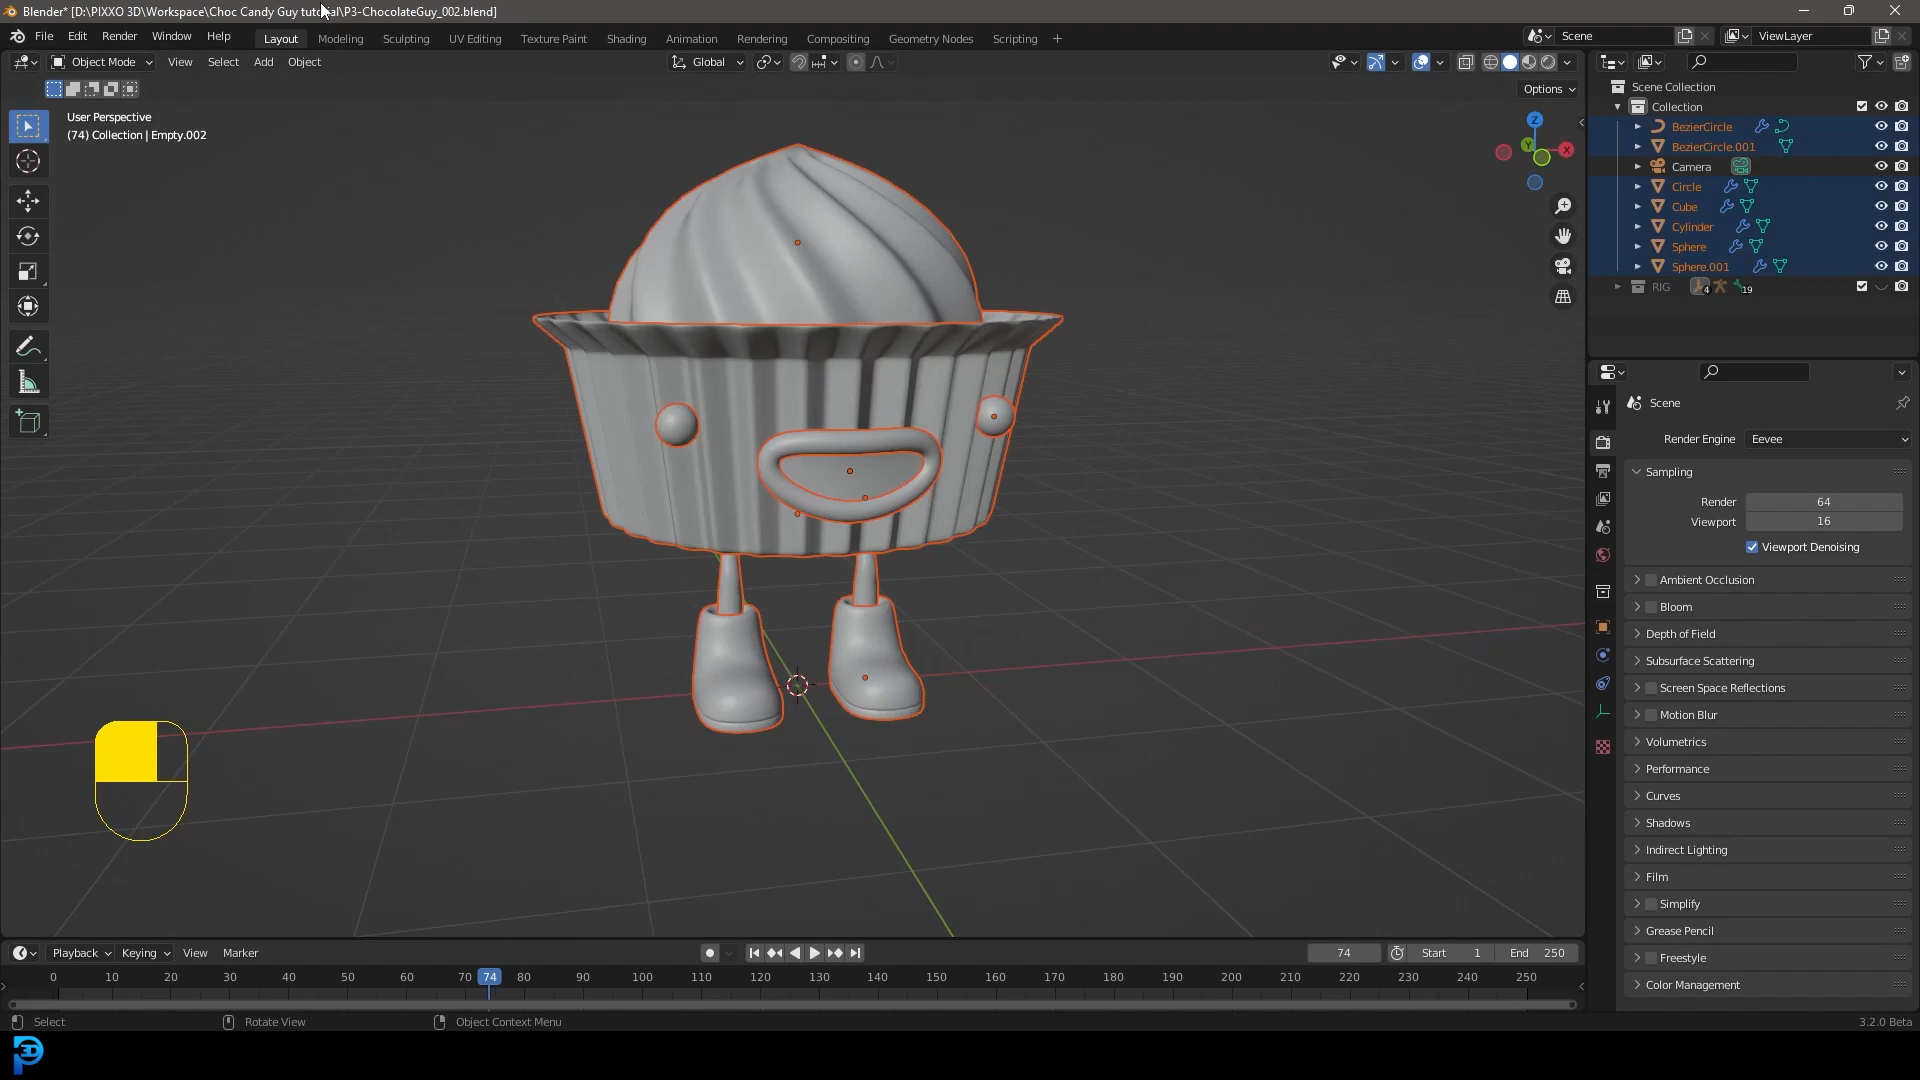 Blender* [D:\PIXXO 3D\Workspace\Choc Candy Guy tutorial\P3-ChocolateGuy_002.blend]
File Edit Render Window Help Layout Modeling Sculpting UV Editing Texture Paint Shading Animation Rendering Compositing Geometry Nodes Scripting + Scene ViewLayer
Object Mode View Select Add Object Global
Options
User Perspective
(74) Collection | Empty.002
Z
Y
X
Scene Collection
Collection
BezierCircle
BezierCircle.001
Camera
Circle
Cube
Cylinder
Sphere
Sphere.001
RIG 4 19
Scene
Render Engine Eevee
Sampling
Render 64
Viewport 16
Viewport Denoising
Ambient Occlusion
Bloom
Depth of Field
Subsurface Scattering
Screen Space Reflections
Motion Blur
Volumetrics
Performance
Curves
Shadows
Indirect Lighting
Film
Simplify
Grease Pencil
Freestyle
Color Management
Playback Keying View Marker 74 Start 1 End 250
0 10 20 30 40 50 60 70 74 80 90 100 110 120 130 140 150 160 170 180 190 200 210 220 230 240 250
Select Rotate View Object Context Menu 3.2.0 Beta
3D